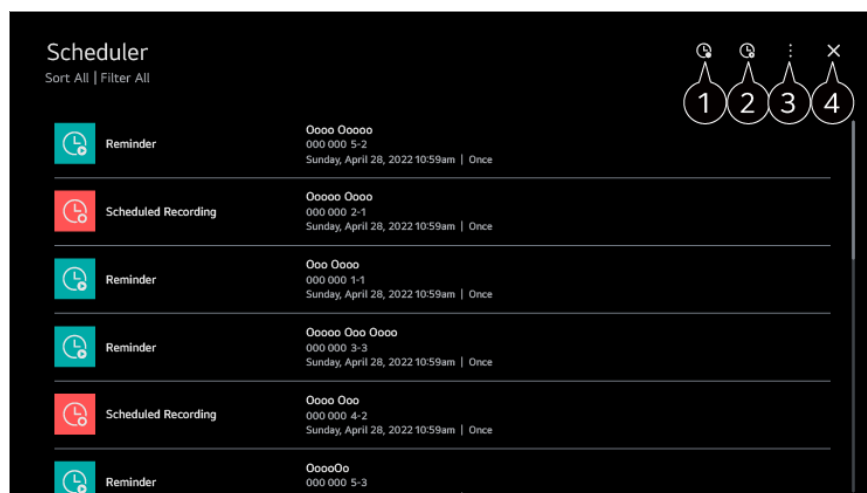 Scheduler
Sort All | Filter All
1 2 3 4
Reminder
Oooo Ooooo
000 000 5-2
Sunday, April 28, 2022 10:59am | Once
Scheduled Recording
Ooooo Oooo
000 000 2-1
Sunday, April 28, 2022 10:59am | Once
Reminder
Ooo Oooo
000 000 1-1
Sunday, April 28, 2022 10:59am | Once
Reminder
Ooooo Ooo Oooo
000 000 3-3
Sunday, April 28, 2022 10:59am | Once
Scheduled Recording
Oooo Ooo
000 000 4-2
Sunday, April 28, 2022 10:59am | Once
Reminder
OoooOo
000 000 5-3